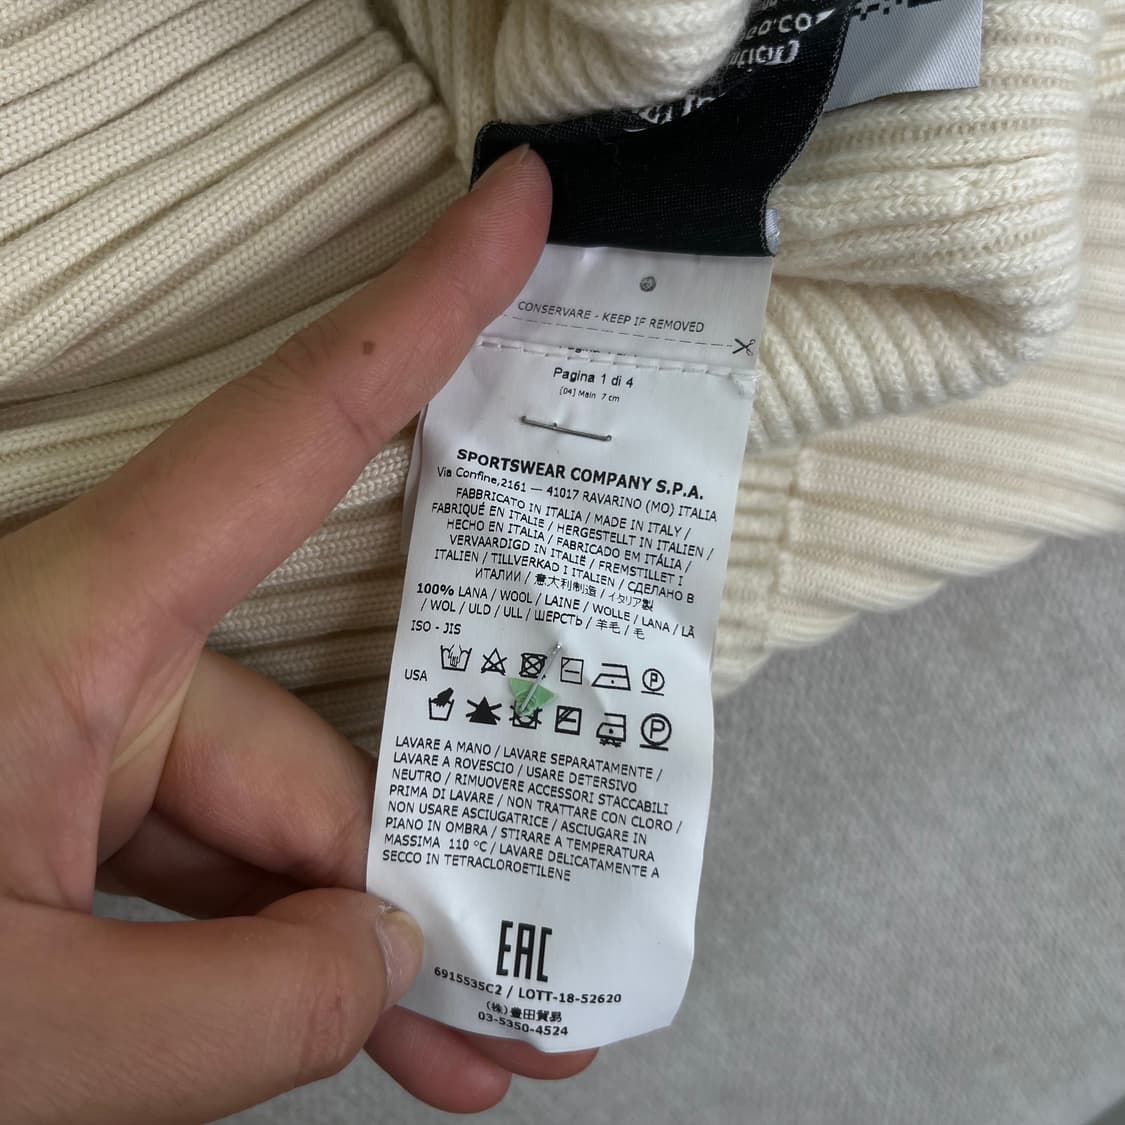 CONSERVARE - KEEP IF REMOVED
Pagina 1 di 4
[04] Main 7 cm
SPORTSWEAR COMPANY S.P.A.
Via Confine,2161 — 41017 RAVARINO (MO) ITALIA
FABBRICATO IN ITALIA / MADE IN ITALY /
FABRIQUÉ EN ITALIE / HERGESTELLT IN ITALIEN /
HECHO EN ITALIA / FABRICADO EM ITÁLIA /
VERVAARDIGD IN ITALIË / FREMSTILLET I
ITALIEN / TILLVERKAD I ITALIEN / СДЕЛАНО В
ИТАЛИИ / 意大利制造 / イタリア製
100% LANA / WOOL / LAINE / WOLLE / LANA / LÃ
/ WOL / ULD / ULL / ШЕРСТЬ / 羊毛 / 毛
ISO - JIS
USA
LAVARE A MANO / LAVARE SEPARATAMENTE /
LAVARE A ROVESCIO / USARE DETERSIVO
NEUTRO / RIMUOVERE ACCESSORI STACCABILI
PRIMA DI LAVARE / NON TRATTARE CON CLORO /
NON USARE ASCIUGATRICE / ASCIUGARE IN
PIANO IN OMBRA / STIRARE A TEMPERATURA
MASSIMA 110 °C / LAVARE DELICATAMENTE A
SECCO IN TETRACLOROETILENE
EAC
6915535C2 / LOTT-18-52620
(株)豊田貿易
03-5350-4524